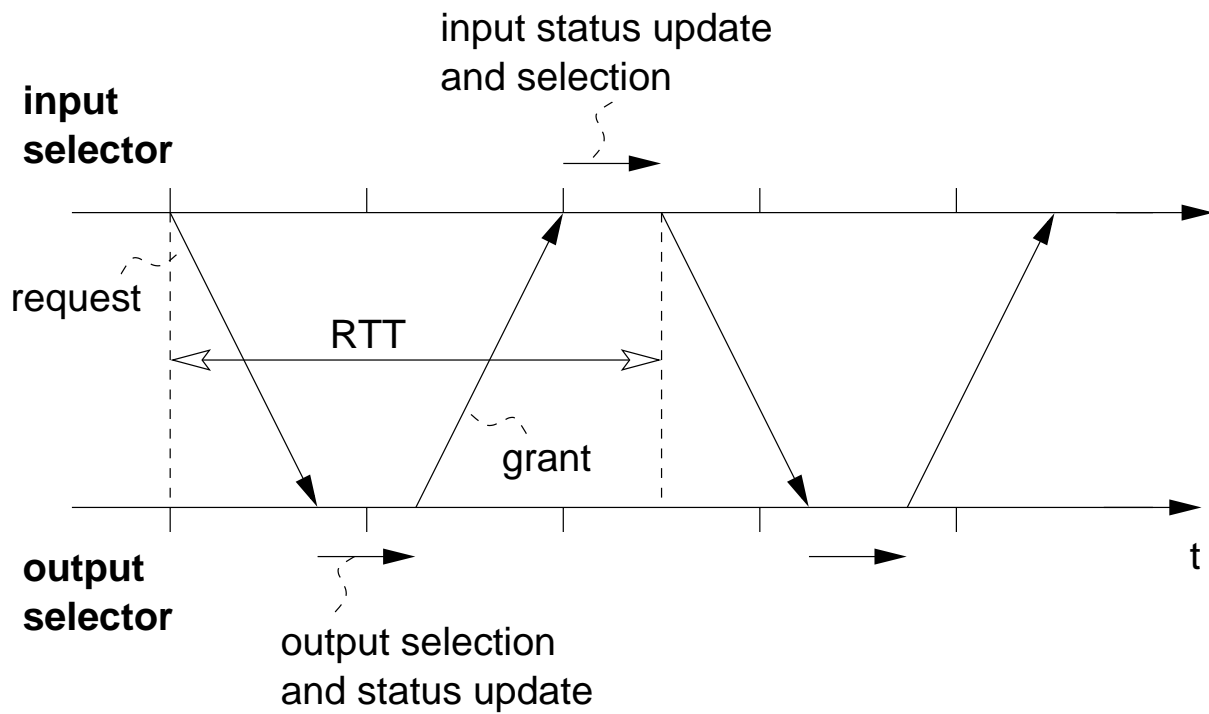 input status update
and selection
input
selector
request
RTT
grant
output
selector
t
output selection
and status update